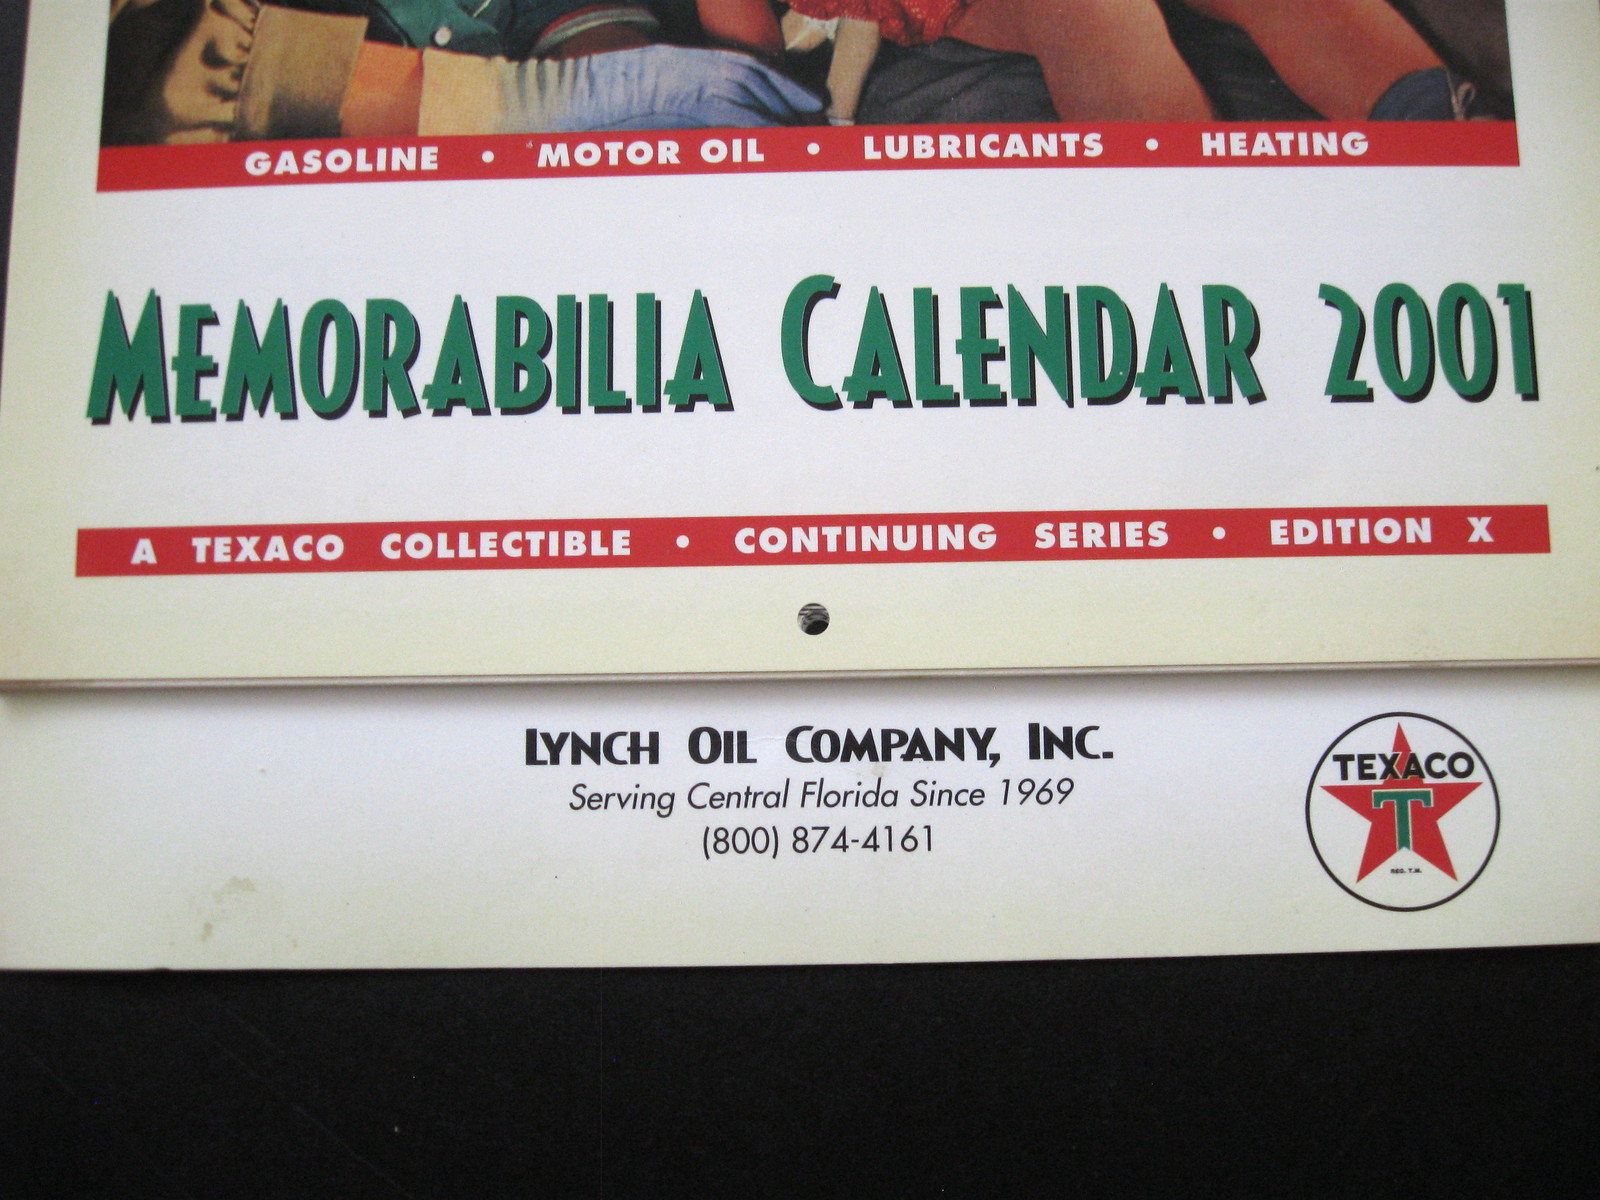 GASOLINE • MOTOR OIL • LUBRICANTS • HEATING
MEMORABILIA CALENDAR 2001
A TEXACO COLLECTIBLE • CONTINUING SERIES • EDITION X
LYNCH OIL COMPANY, INC.
Serving Central Florida Since 1969
(800) 874-4161
TEXACO
T
REG. T.M.